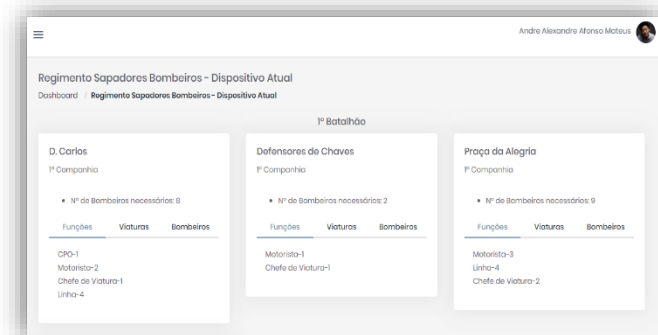 Andre Alexandre Afonso Mateus
Regimento Sapadores Bombeiros - Dispositivo Atual
Dashboard / Regimento Sapadores Bombeiros - Dispositivo Atual
1º Batalhão
D. Carlos
1ª Companhia
• Nº de Bombeiros necessários: 8
Funções Viaturas Bombeiros
CPO-1
Motorista-2
Chefe de Viatura-1
Linha-4
Defensores de Chaves
1ª Companhia
• Nº de Bombeiros necessários: 2
Funções Viaturas Bombeiros
Motorista-1
Chefe de Viatura-1
Praça da Alegria
1ª Companhia
• Nº de Bombeiros necessários: 9
Funções Viaturas Bombeiros
Motorista-3
Linha-4
Chefe de Viatura-2